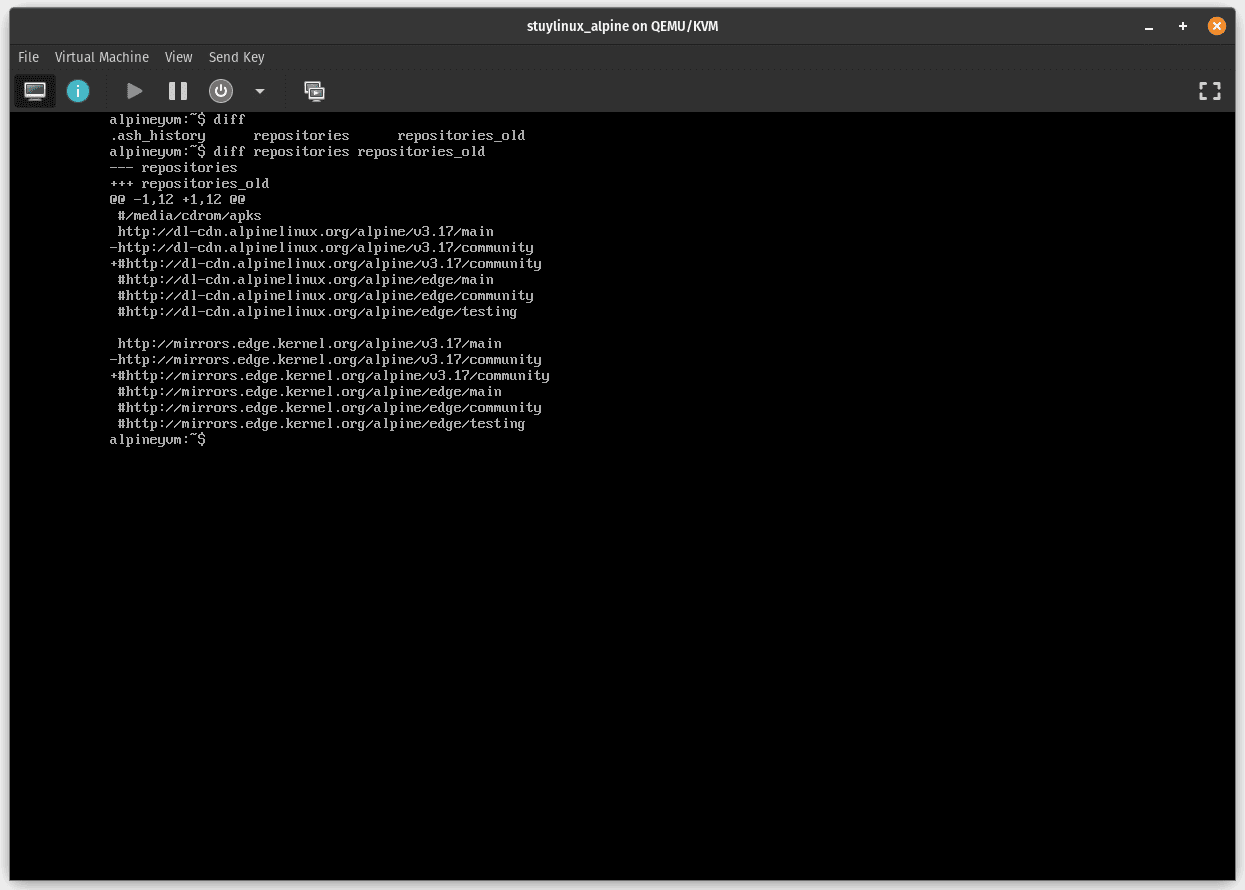 stuylinux_alpine on QEMU/KVM
File Virtual Machine View Send Key
alpineyvm:~$ diff
.ash_history      repositories      repositories_old
alpineyvm:~$ diff repositories repositories_old
--- repositories
+++ repositories_old
@@ -1,12 +1,12 @@
 #/media/cdrom/apks
 http://dl-cdn.alpinelinux.org/alpine/v3.17/main
-http://dl-cdn.alpinelinux.org/alpine/v3.17/community
+#http://dl-cdn.alpinelinux.org/alpine/v3.17/community
 #http://dl-cdn.alpinelinux.org/alpine/edge/main
 #http://dl-cdn.alpinelinux.org/alpine/edge/community
 #http://dl-cdn.alpinelinux.org/alpine/edge/testing

 http://mirrors.edge.kernel.org/alpine/v3.17/main
-http://mirrors.edge.kernel.org/alpine/v3.17/community
+#http://mirrors.edge.kernel.org/alpine/v3.17/community
 #http://mirrors.edge.kernel.org/alpine/edge/main
 #http://mirrors.edge.kernel.org/alpine/edge/community
 #http://mirrors.edge.kernel.org/alpine/edge/testing
alpineyvm:~$